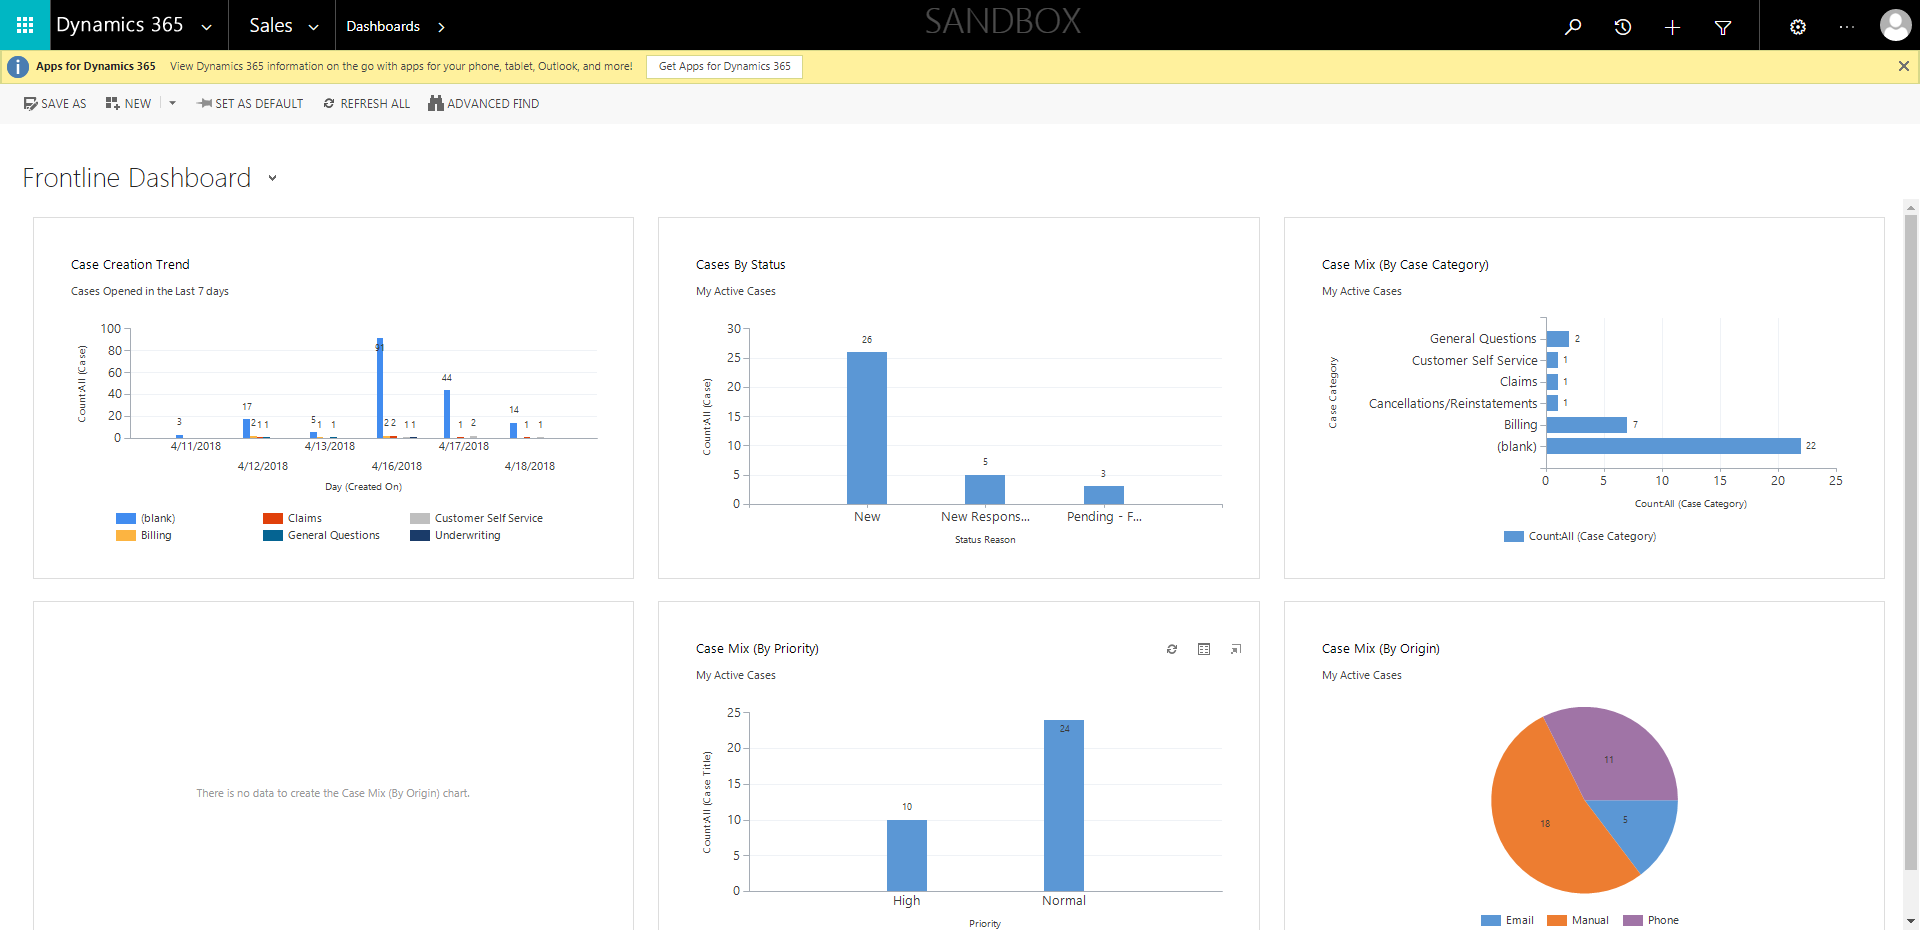 Dynamics 365
Sales
Dashboards
SANDBOX
Apps for Dynamics 365 View Dynamics 365 information on the go with apps for your phone, tablet, Outlook, and more! Get Apps for Dynamics 365
SAVE AS NEW SET AS DEFAULT REFRESH ALL ADVANCED FIND
Frontline Dashboard
Case Creation Trend
Cases Opened in the Last 7 days
Count:All (Case)
100
80
60
40
20
0
3
17
2 1 1
5
1 1
91
2 2 1 1
44
1 2
14
1 1
4/11/2018 4/13/2018 4/17/2018
4/12/2018 4/16/2018 4/18/2018
Day (Created On)
(blank) Claims Customer Self Service
Billing General Questions Underwriting
Cases By Status
My Active Cases
Count:All (Case)
30
25
20
15
10
5
0
26
5
3
New New Respons... Pending - F...
Status Reason
Case Mix (By Case Category)
My Active Cases
Case Category
General Questions 2
Customer Self Service 1
Claims 1
Cancellations/Reinstatements 1
Billing 7
(blank) 22
0 5 10 15 20 25
Count:All (Case Category)
Count:All (Case Category)
There is no data to create the Case Mix (By Origin) chart.
Case Mix (By Priority)
My Active Cases
Count:All (Case Title)
25
20
15
10
5
0
10
24
High Normal
Priority
Case Mix (By Origin)
My Active Cases
11
18
5
Email Manual Phone